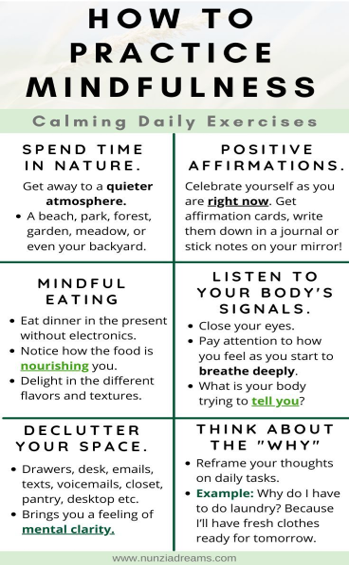 HOW TO
PRACTICE
MINDFULNESS
Calming Daily Exercises
SPEND TIME
IN NATURE.
Get away to a quieter
atmosphere.
• A beach, park, forest,
garden, meadow, or
even your backyard.
POSITIVE
AFFIRMATIONS.
Celebrate yourself as you
are right now. Get
affirmation cards, write
them down in a journal or
stick notes on your mirror!
MINDFUL
EATING
• Eat dinner in the present
without electronics.
• Notice how the food is
nourishing you.
• Delight in the different
flavors and textures.
LISTEN TO
YOUR BODY'S
SIGNALS.
• Close your eyes.
• Pay attention to how
you feel as you start to
breathe deeply.
• What is your body
trying to tell you?
DECLUTTER
YOUR SPACE.
• Drawers, desk, emails,
texts, voicemails, closet,
pantry, desktop etc.
• Brings you a feeling of
mental clarity.
THINK ABOUT
THE "WHY"
• Reframe your thoughts
on daily tasks.
• Example: Why do I have
to do laundry? Because
I'll have fresh clothes
ready for tomorrow.
www.nunziadreams.com